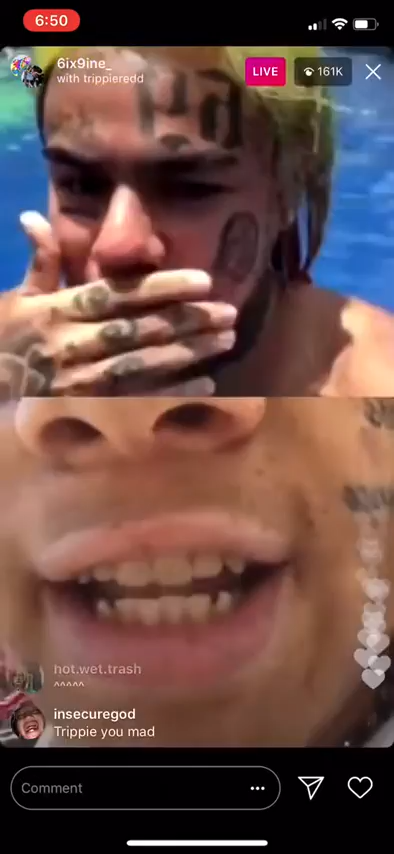 6:50
6ix9ine_
with trippieredd
LIVE
161K
hot.wet.trash
^^^^^
insecuregod
Trippie you mad
Comment